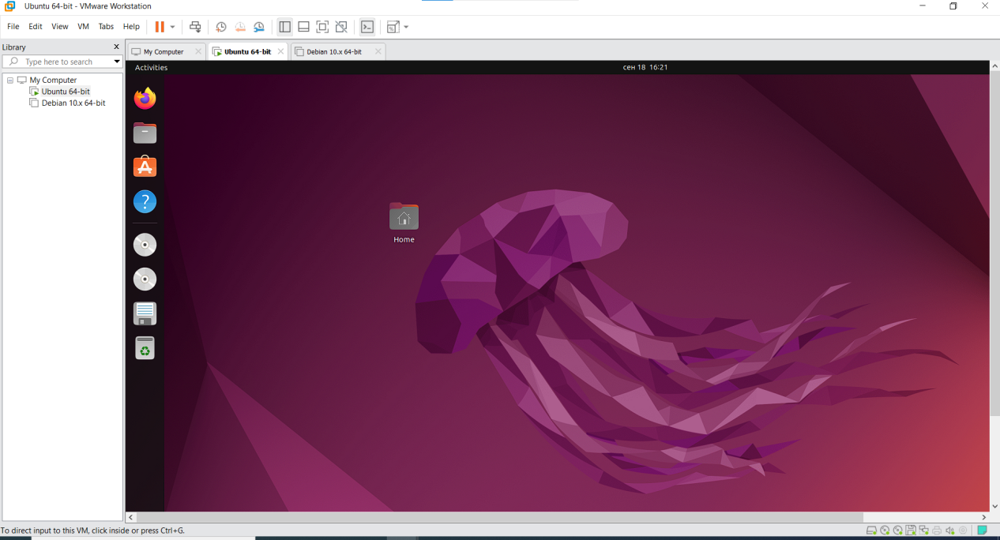 Ubuntu 64-bit - VMware Workstation
File Edit View VM Tabs Help
Library
Type here to search
My Computer
Ubuntu 64-bit
Debian 10.x 64-bit
My Computer
Ubuntu 64-bit
Debian 10.x 64-bit
Activities
сен 18 16:21
Home
To direct input to this VM, click inside or press Ctrl+G.